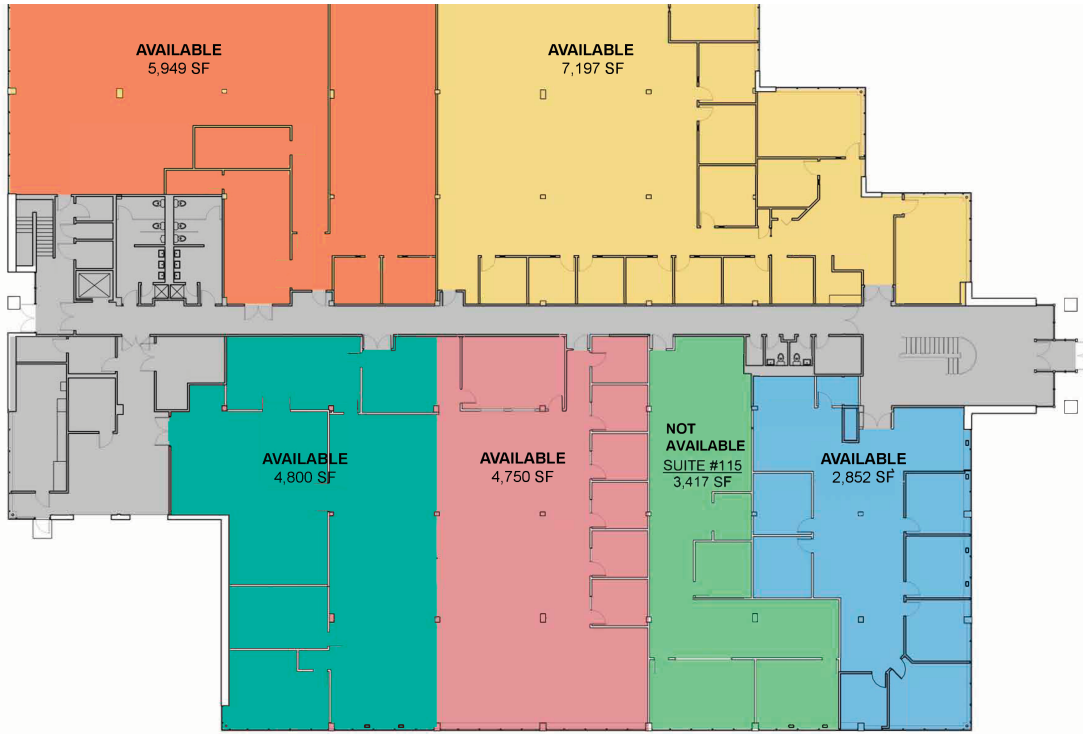 AVAILABLE
5,949 SF
AVAILABLE
7,197 SF
AVAILABLE
4,800 SF
AVAILABLE
4,750 SF
NOT
AVAILABLE
SUITE #115
3,417 SF
AVAILABLE
2,852 SF